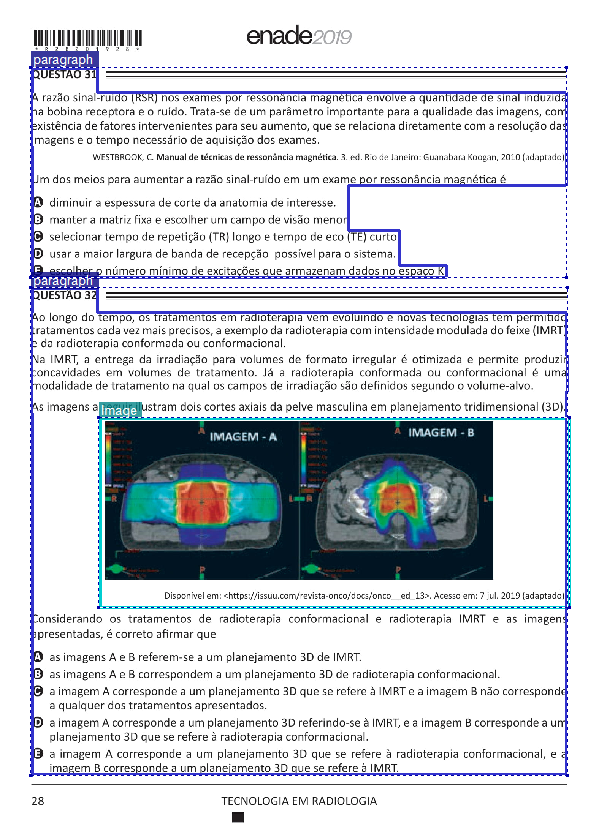 enade2019
paragraph
QUESTÃO 31
A razão sinal-ruído (RSR) nos exames por ressonância magnética envolve a quantidade de sinal induzida
na bobina receptora e o ruído. Trata-se de um parâmetro importante para a qualidade das imagens, com
existência de fatores intervenientes para seu aumento, que se relaciona diretamente com a resolução das
imagens e o tempo necessário de aquisição dos exames.
WESTBROOK, C. Manual de técnicas de ressonância magnética. 3. ed. Rio de Janeiro: Guanabara Koogan, 2010 (adaptado).
Um dos meios para aumentar a razão sinal-ruído em um exame por ressonância magnética é
A diminuir a espessura de corte da anatomia de interesse.
B manter a matriz fixa e escolher um campo de visão menor.
C selecionar tempo de repetição (TR) longo e tempo de eco (TE) curto.
D usar a maior largura de banda de recepção possível para o sistema.
E escolher o número mínimo de excitações que armazenam dados no espaço K.
paragraph
QUESTÃO 32
Ao longo do tempo, os tratamentos em radioterapia vem evoluindo e novas tecnologias tem permitido
tratamentos cada vez mais precisos, a exemplo da radioterapia com intensidade modulada do feixe (IMRT)
e da radioterapia conformada ou conformacional.
Na IMRT, a entrega da irradiação para volumes de formato irregular é otimizada e permite produzir
concavidades em volumes de tratamento. Já a radioterapia conformada ou conformacional é uma
modalidade de tratamento na qual os campos de irradiação são definidos segundo o volume-alvo.
As imagens a ilustram dois cortes axiais da pelve masculina em planejamento tridimensional (3D).
Image
IMAGEM - A
IMAGEM - B
Disponível em: <https://issuu.com/revista-onco/docs/onco__ed_13>. Acesso em: 7 jul. 2019 (adaptado).
Considerando os tratamentos de radioterapia conformacional e radioterapia IMRT e as imagens
apresentadas, é correto afirmar que
A as imagens A e B referem-se a um planejamento 3D de IMRT.
B as imagens A e B correspondem a um planejamento 3D de radioterapia conformacional.
C a imagem A corresponde a um planejamento 3D que se refere à IMRT e a imagem B não corresponde
a qualquer dos tratamentos apresentados.
D a imagem A corresponde a um planejamento 3D referindo-se à IMRT, e a imagem B corresponde a um
planejamento 3D que se refere à radioterapia conformacional.
E a imagem A corresponde a um planejamento 3D que se refere à radioterapia conformacional, e a
imagem B corresponde a um planejamento 3D que se refere à IMRT.
28
TECNOLOGIA EM RADIOLOGIA